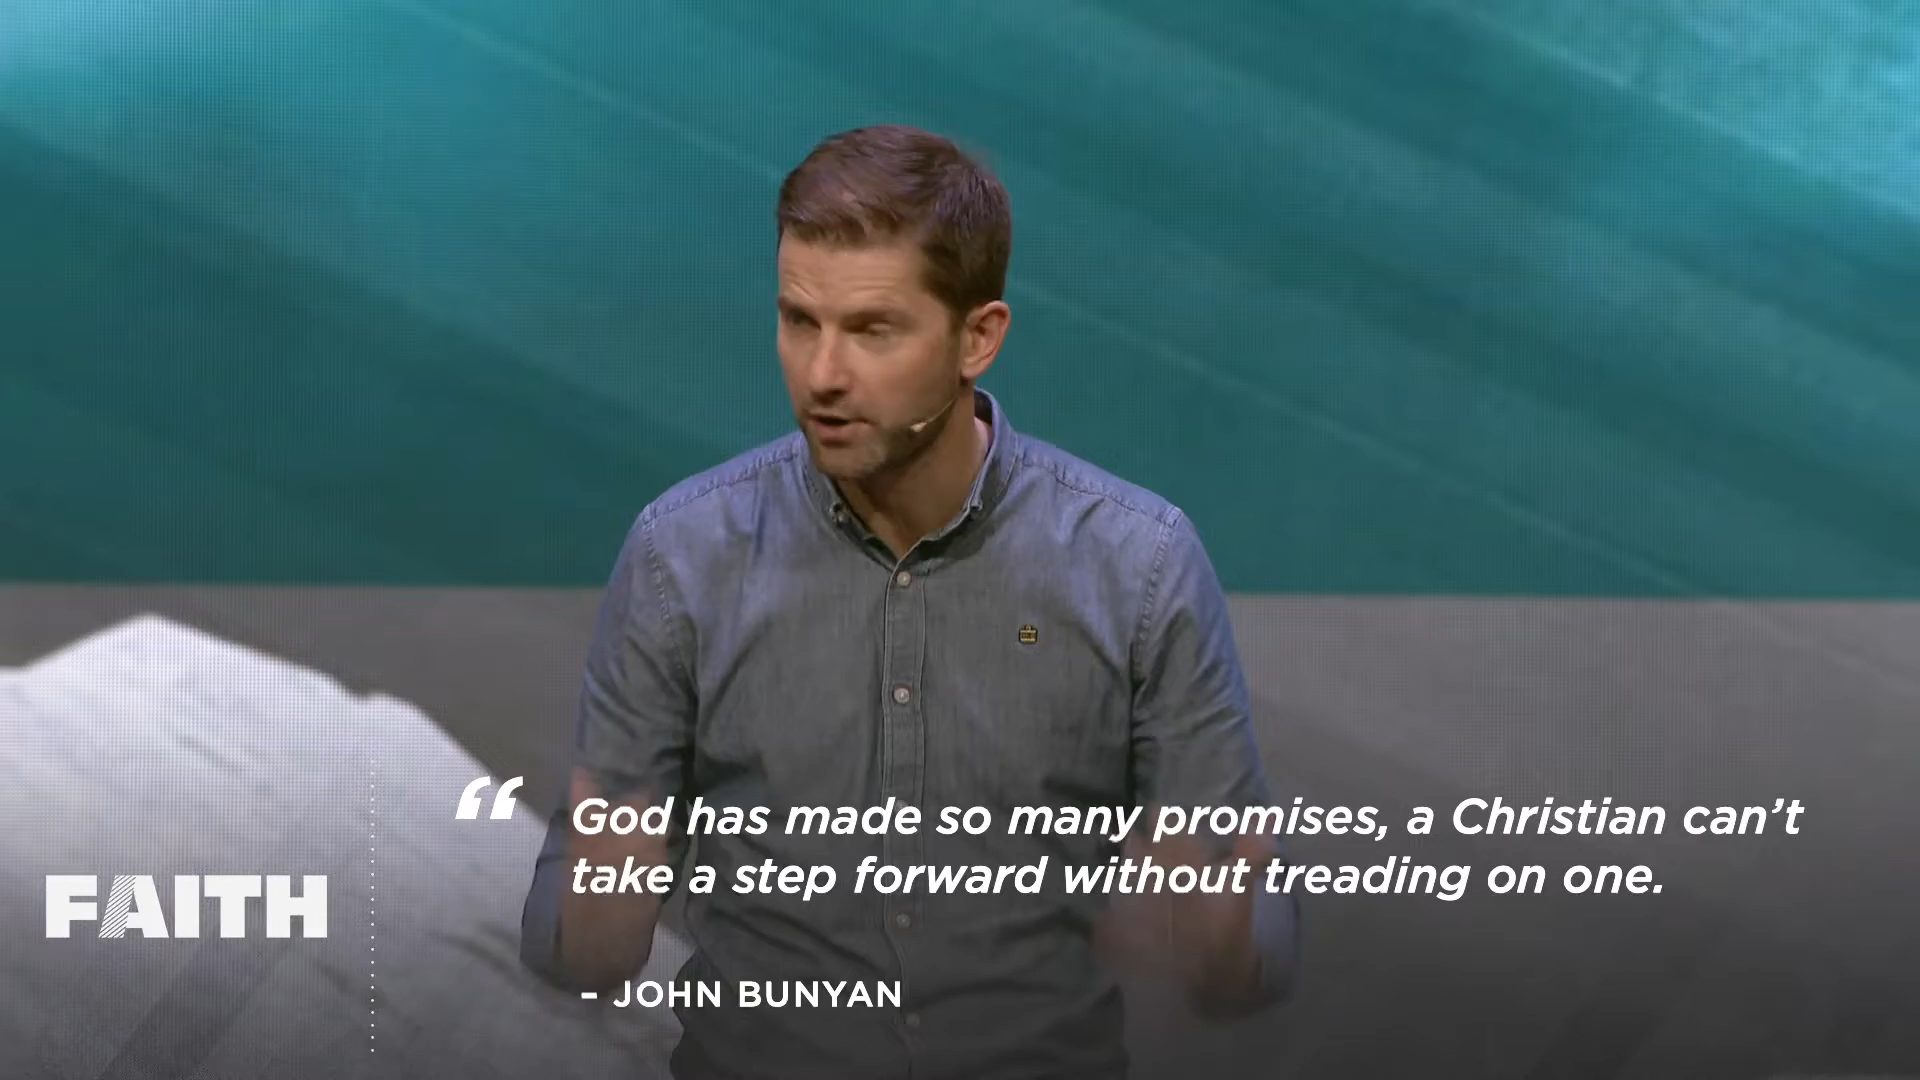 “ God has made so many promises, a Christian can’t
take a step forward without treading on one.
FAITH
– JOHN BUNYAN